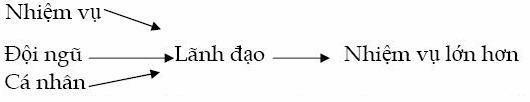 Nhiệm vụ
Đội ngũ Lãnh đạo Nhiệm vụ lớn hơn
Cá nhân